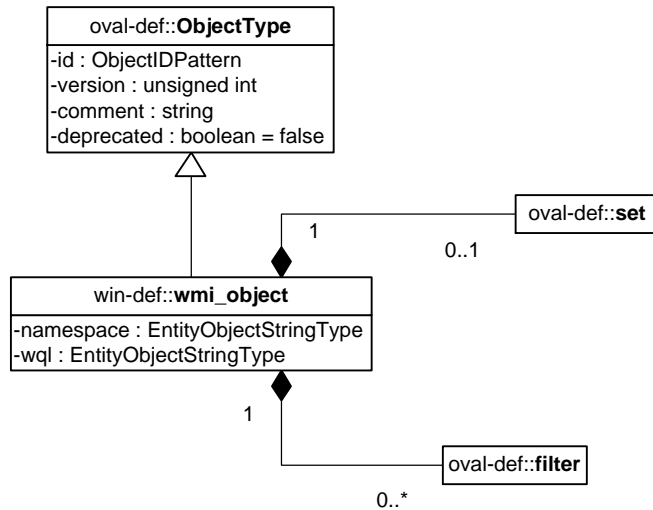 oval-def::ObjectType
-id : ObjectIDPattern
-version : unsigned int
-comment : string
-deprecated : boolean = false
oval-def::set
1
0..1
win-def::wmi_object
-namespace : EntityObjectStringType
-wql : EntityObjectStringType
1
oval-def::filter
0..*